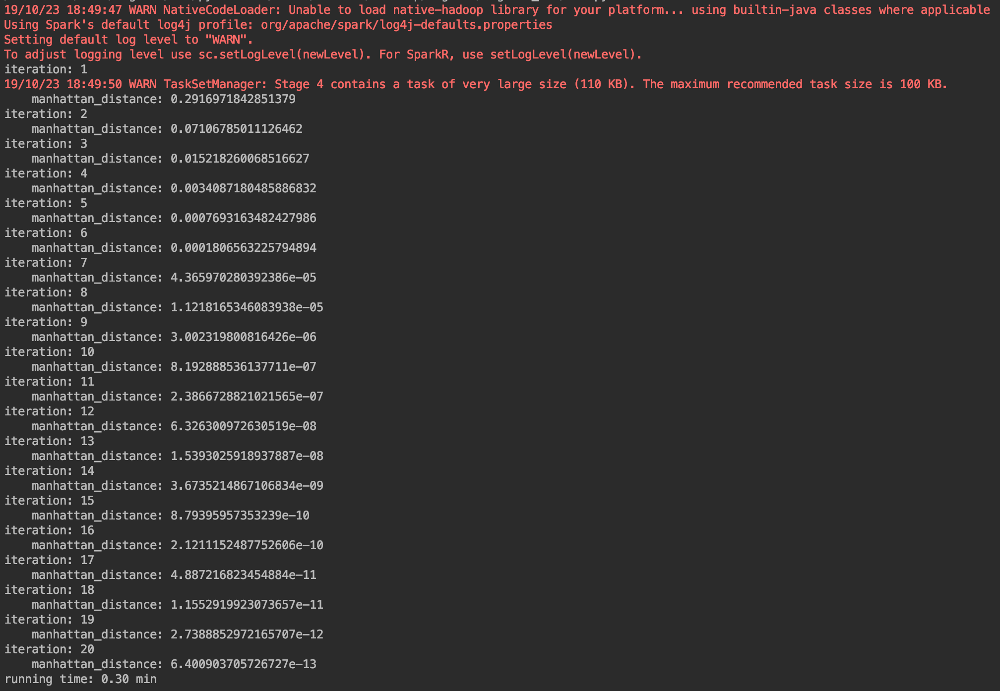 19/10/23 18:49:47 WARN NativeCodeLoader: Unable to load native-hadoop library for your platform... using builtin-java classes where applicable
Using Spark's default log4j profile: org/apache/spark/log4j-defaults.properties
Setting default log level to "WARN".
To adjust logging level use sc.setLogLevel(newLevel). For SparkR, use setLogLevel(newLevel).
iteration: 1
19/10/23 18:49:50 WARN TaskSetManager: Stage 4 contains a task of very large size (110 KB). The maximum recommended task size is 100 KB.
    manhattan_distance: 0.2916971842851379
iteration: 2
    manhattan_distance: 0.07106785011126462
iteration: 3
    manhattan_distance: 0.015218260068516627
iteration: 4
    manhattan_distance: 0.0034087180485886832
iteration: 5
    manhattan_distance: 0.0007693163482427986
iteration: 6
    manhattan_distance: 0.0001806563225794894
iteration: 7
    manhattan_distance: 4.365970280392386e-05
iteration: 8
    manhattan_distance: 1.1218165346083938e-05
iteration: 9
    manhattan_distance: 3.002319800816426e-06
iteration: 10
    manhattan_distance: 8.192888536137711e-07
iteration: 11
    manhattan_distance: 2.3866728821021565e-07
iteration: 12
    manhattan_distance: 6.326300972630519e-08
iteration: 13
    manhattan_distance: 1.5393025918937887e-08
iteration: 14
    manhattan_distance: 3.6735214867106834e-09
iteration: 15
    manhattan_distance: 8.79395957353239e-10
iteration: 16
    manhattan_distance: 2.1211152487752606e-10
iteration: 17
    manhattan_distance: 4.887216823454884e-11
iteration: 18
    manhattan_distance: 1.1552919923073657e-11
iteration: 19
    manhattan_distance: 2.7388852972165707e-12
iteration: 20
    manhattan_distance: 6.400903705726727e-13
running time: 0.30 min